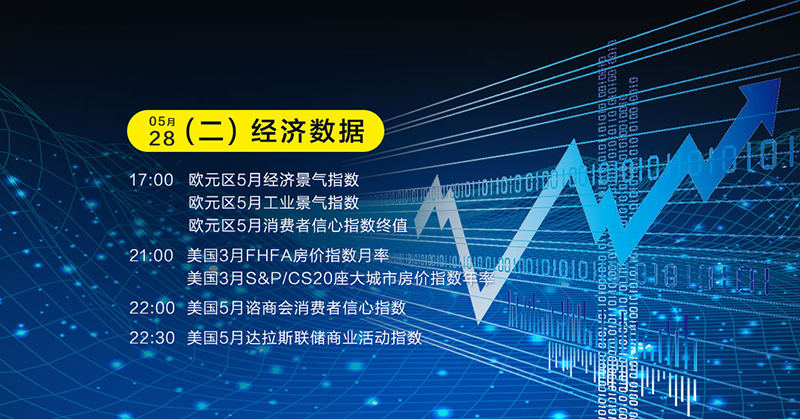 05月
28 (二) 经济数据
17:00 欧元区5月经济景气指数
欧元区5月工业景气指数
欧元区5月消费者信心指数终值
21:00 美国3月FHFA房价指数月率
美国3月S&P/CS20座大城市房价指数年率
22:00 美国5月谘商会消费者信心指数
22:30 美国5月达拉斯联储商业活动指数